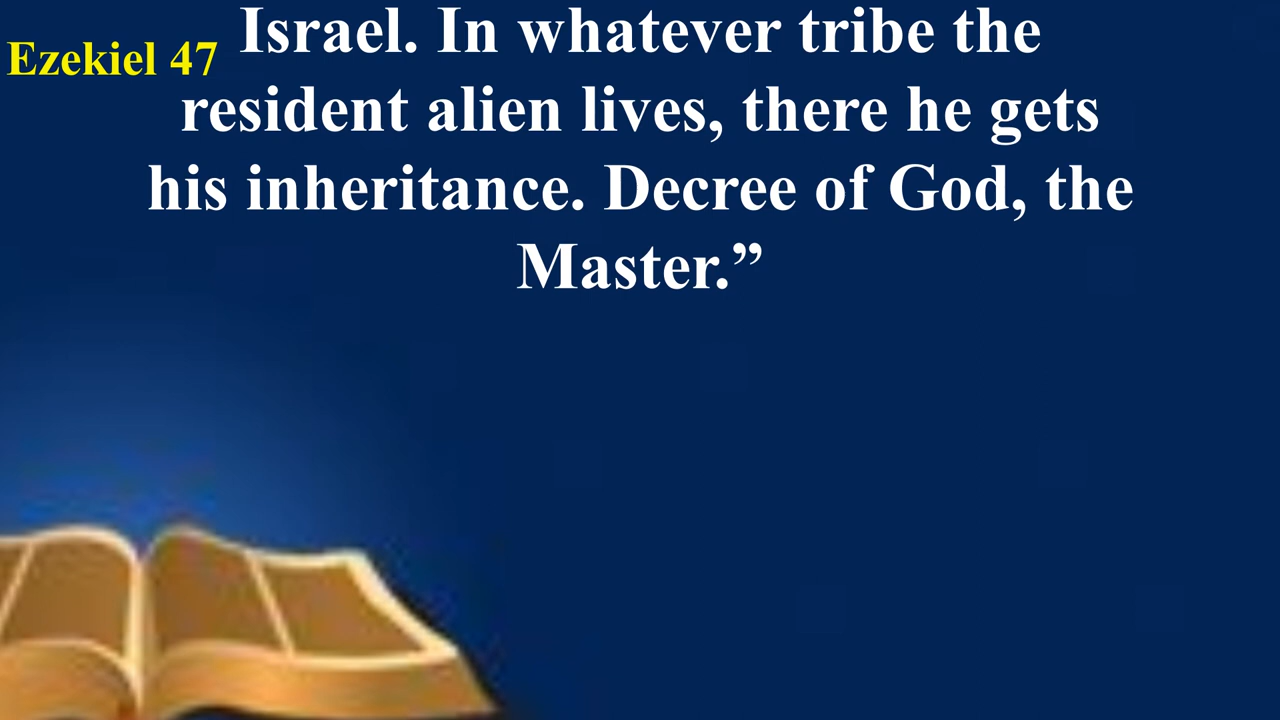 Ezekiel 47
Israel. In whatever tribe the
resident alien lives, there he gets
his inheritance. Decree of God, the
Master.”